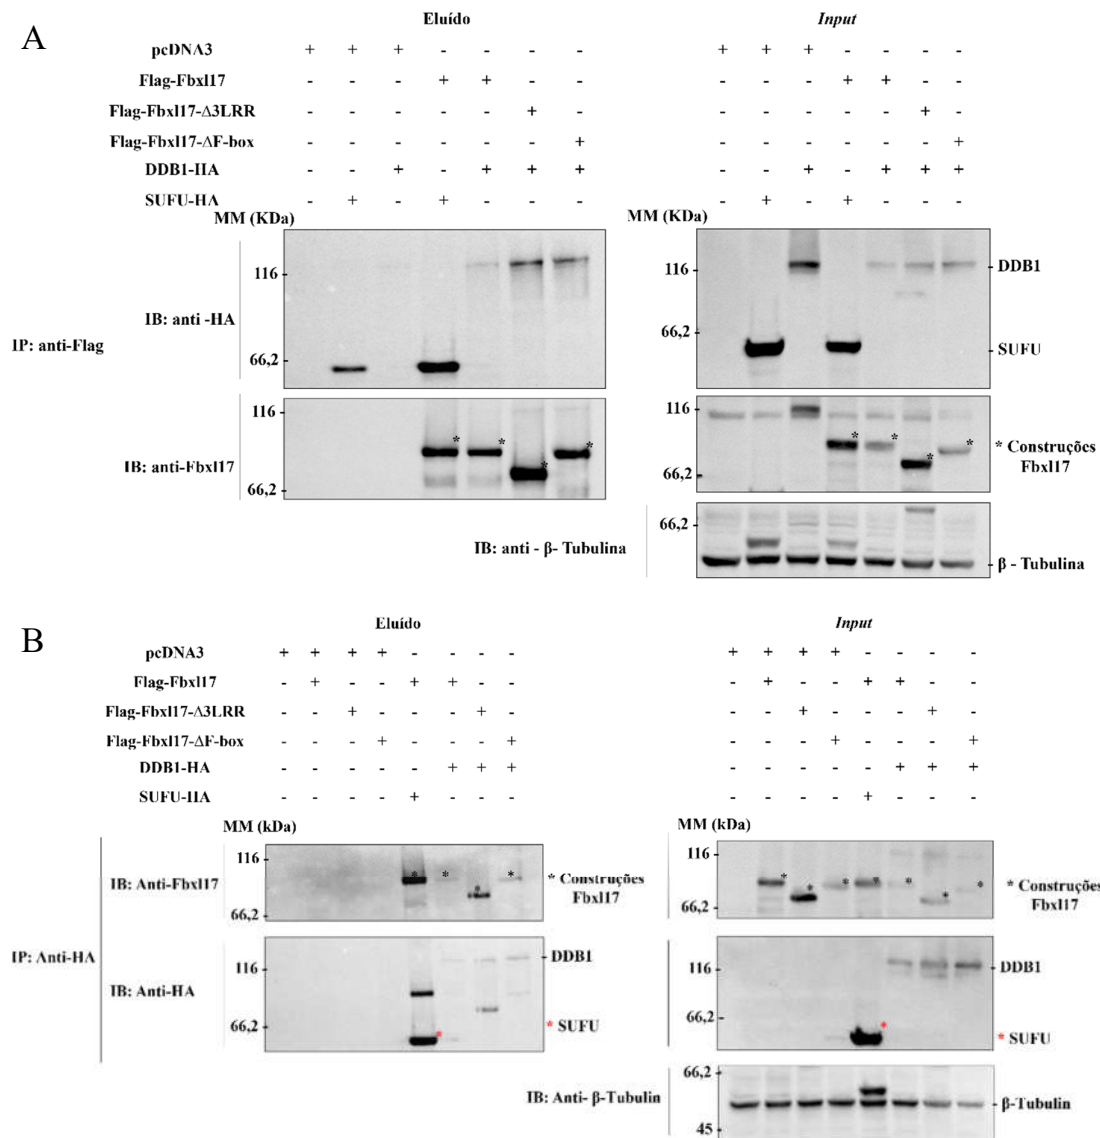 A
Eluído
Input
pcDNA3 + + + - - - - + + + - - - -
Flag-Fbxl17 - - - + + - - - - - + + - -
Flag-Fbxl17-Δ3LRR - - - - - + - - - - - - + -
Flag-Fbxl17-ΔF-box - - - - - - + - - - - - - +
DDB1-HA - - + - + + + - - + - + + +
SUFU-HA - + - + - - - - + - + - - -
MM (KDa)
MM (KDa)
116
116
DDB1
IB: anti -HA
IP: anti-Flag
66,2
66,2
SUFU
116
116
* * * *
* * * *
IB: anti-Fbxl17
* Construções
Fbxl17
66,2
66,2
66,2
IB: anti - β- Tubulina
β - Tubulina
B
Eluído
Input
pcDNA3 + + + + - - - - + + + + - - - -
Flag-Fbxl17 - + - - + + - - - + - - + + - -
Flag-Fbxl17-Δ3LRR - - + - - - + - - - + - - - + -
Flag-Fbxl17-ΔF-box - - - + - - - + - - - + - - - +
DDB1-HA - - - - - + + + - - - - - + + +
SUFU-HA - - - - + - - - - - - - + - - -
MM (kDa)
MM (kDa)
116
116
IB: Anti-Fbxl17
* * * *
* * * * * * *
* Construções
Fbxl17
* Construções
Fbxl17
66,2
66,2
IP: Anti-HA
DDB1
DDB1
116
116
IB: Anti-HA
66,2
66,2
*
* SUFU
*
* SUFU
66,2
IB: Anti- β-Tubulin
β-Tubulin
45